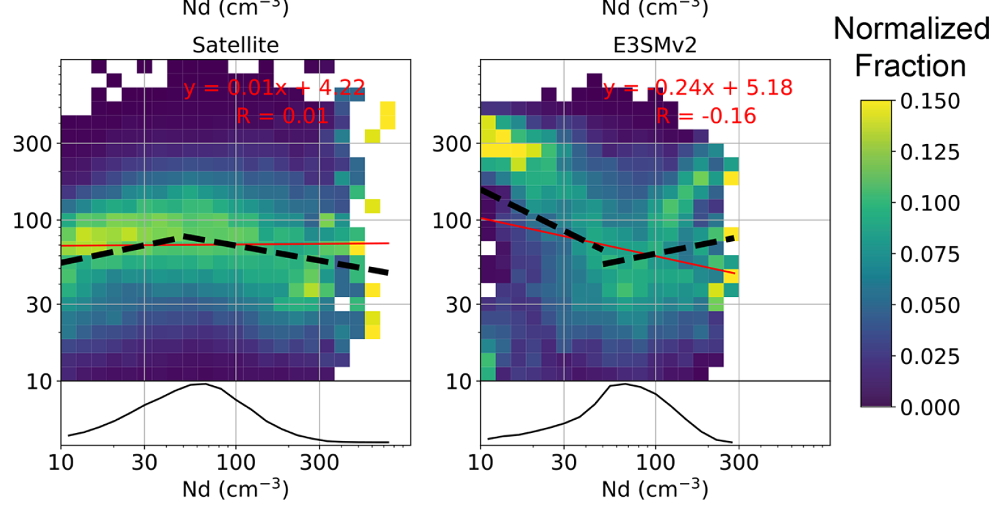 Nd (cm⁻³)
Nd (cm⁻³)
Normalized
Fraction
Satellite
E3SMv2
y = 0.01x + 4.22
R = 0.01
y = -0.24x + 5.18
R = -0.16
300
100
30
10
300
100
30
10
0.150
0.125
0.100
0.075
0.050
0.025
0.000
10 30 100 300
10 30 100 300
Nd (cm⁻³)
Nd (cm⁻³)